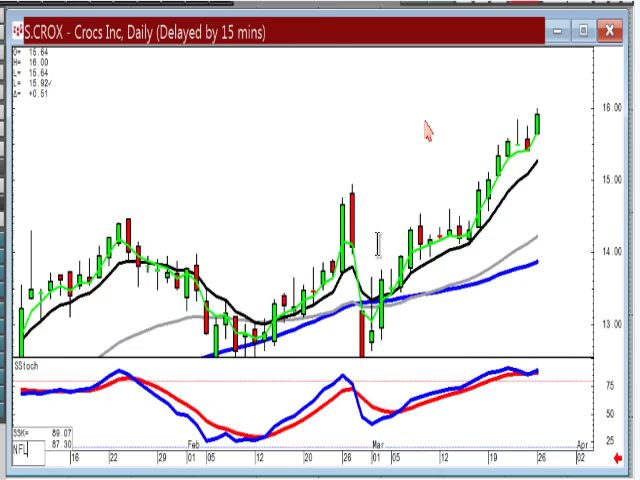 S.CROX - Crocs Inc, Daily (Delayed by 15 mins)
O= 15.64
H= 16.00
L= 15.64
L= 15.92
Δ= +0.51
16.00
15.00
14.00
13.00
SStoch
75
50
25
SSK= 89.07
87.30
NFL
Feb
Mar
Apr
16 22 29 01 05 12 20 26 01 05 12 19 26 02